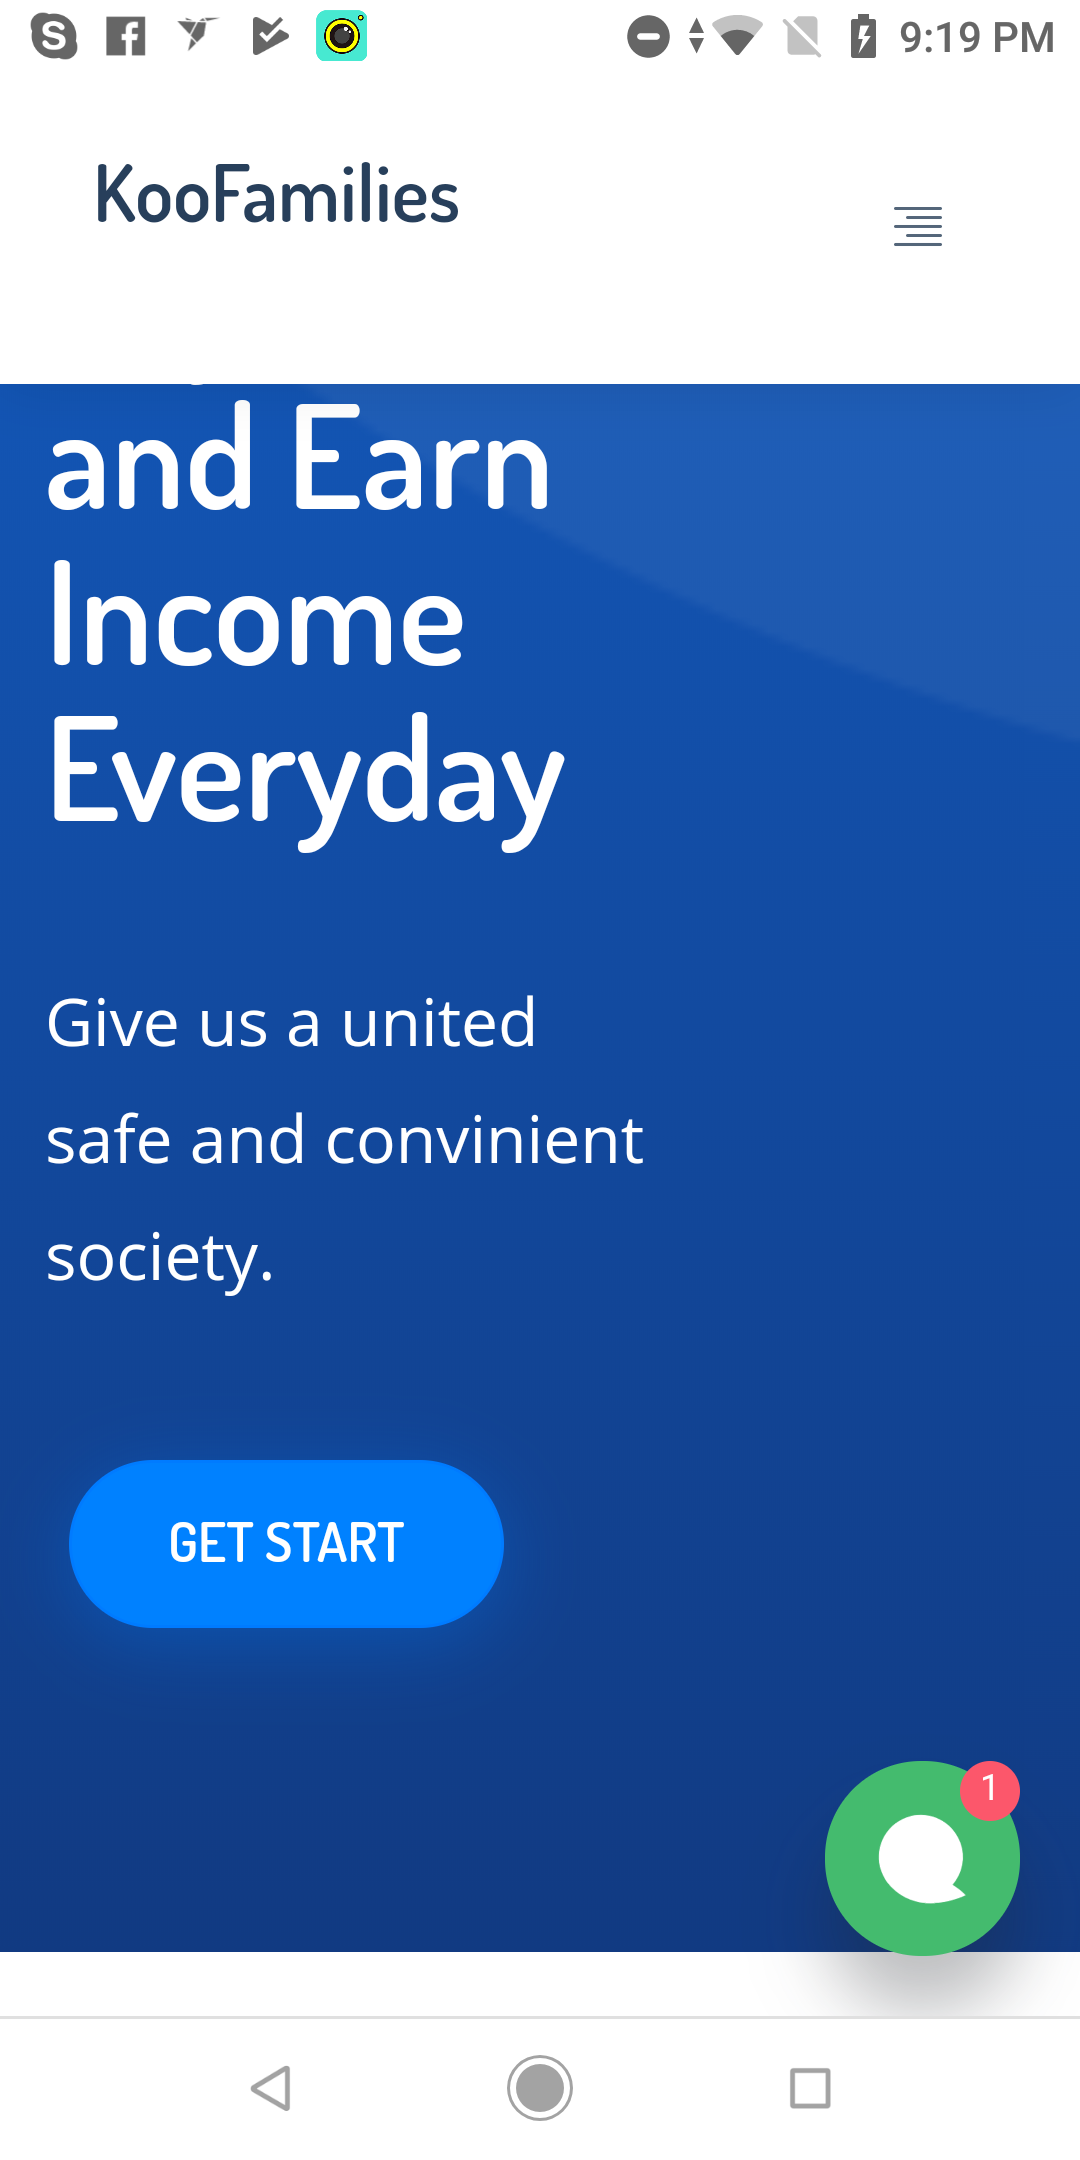 9:19 PM
KooFamilies
and Earn
Income
Everyday
Give us a united
safe and convinient
society.
GET START
1